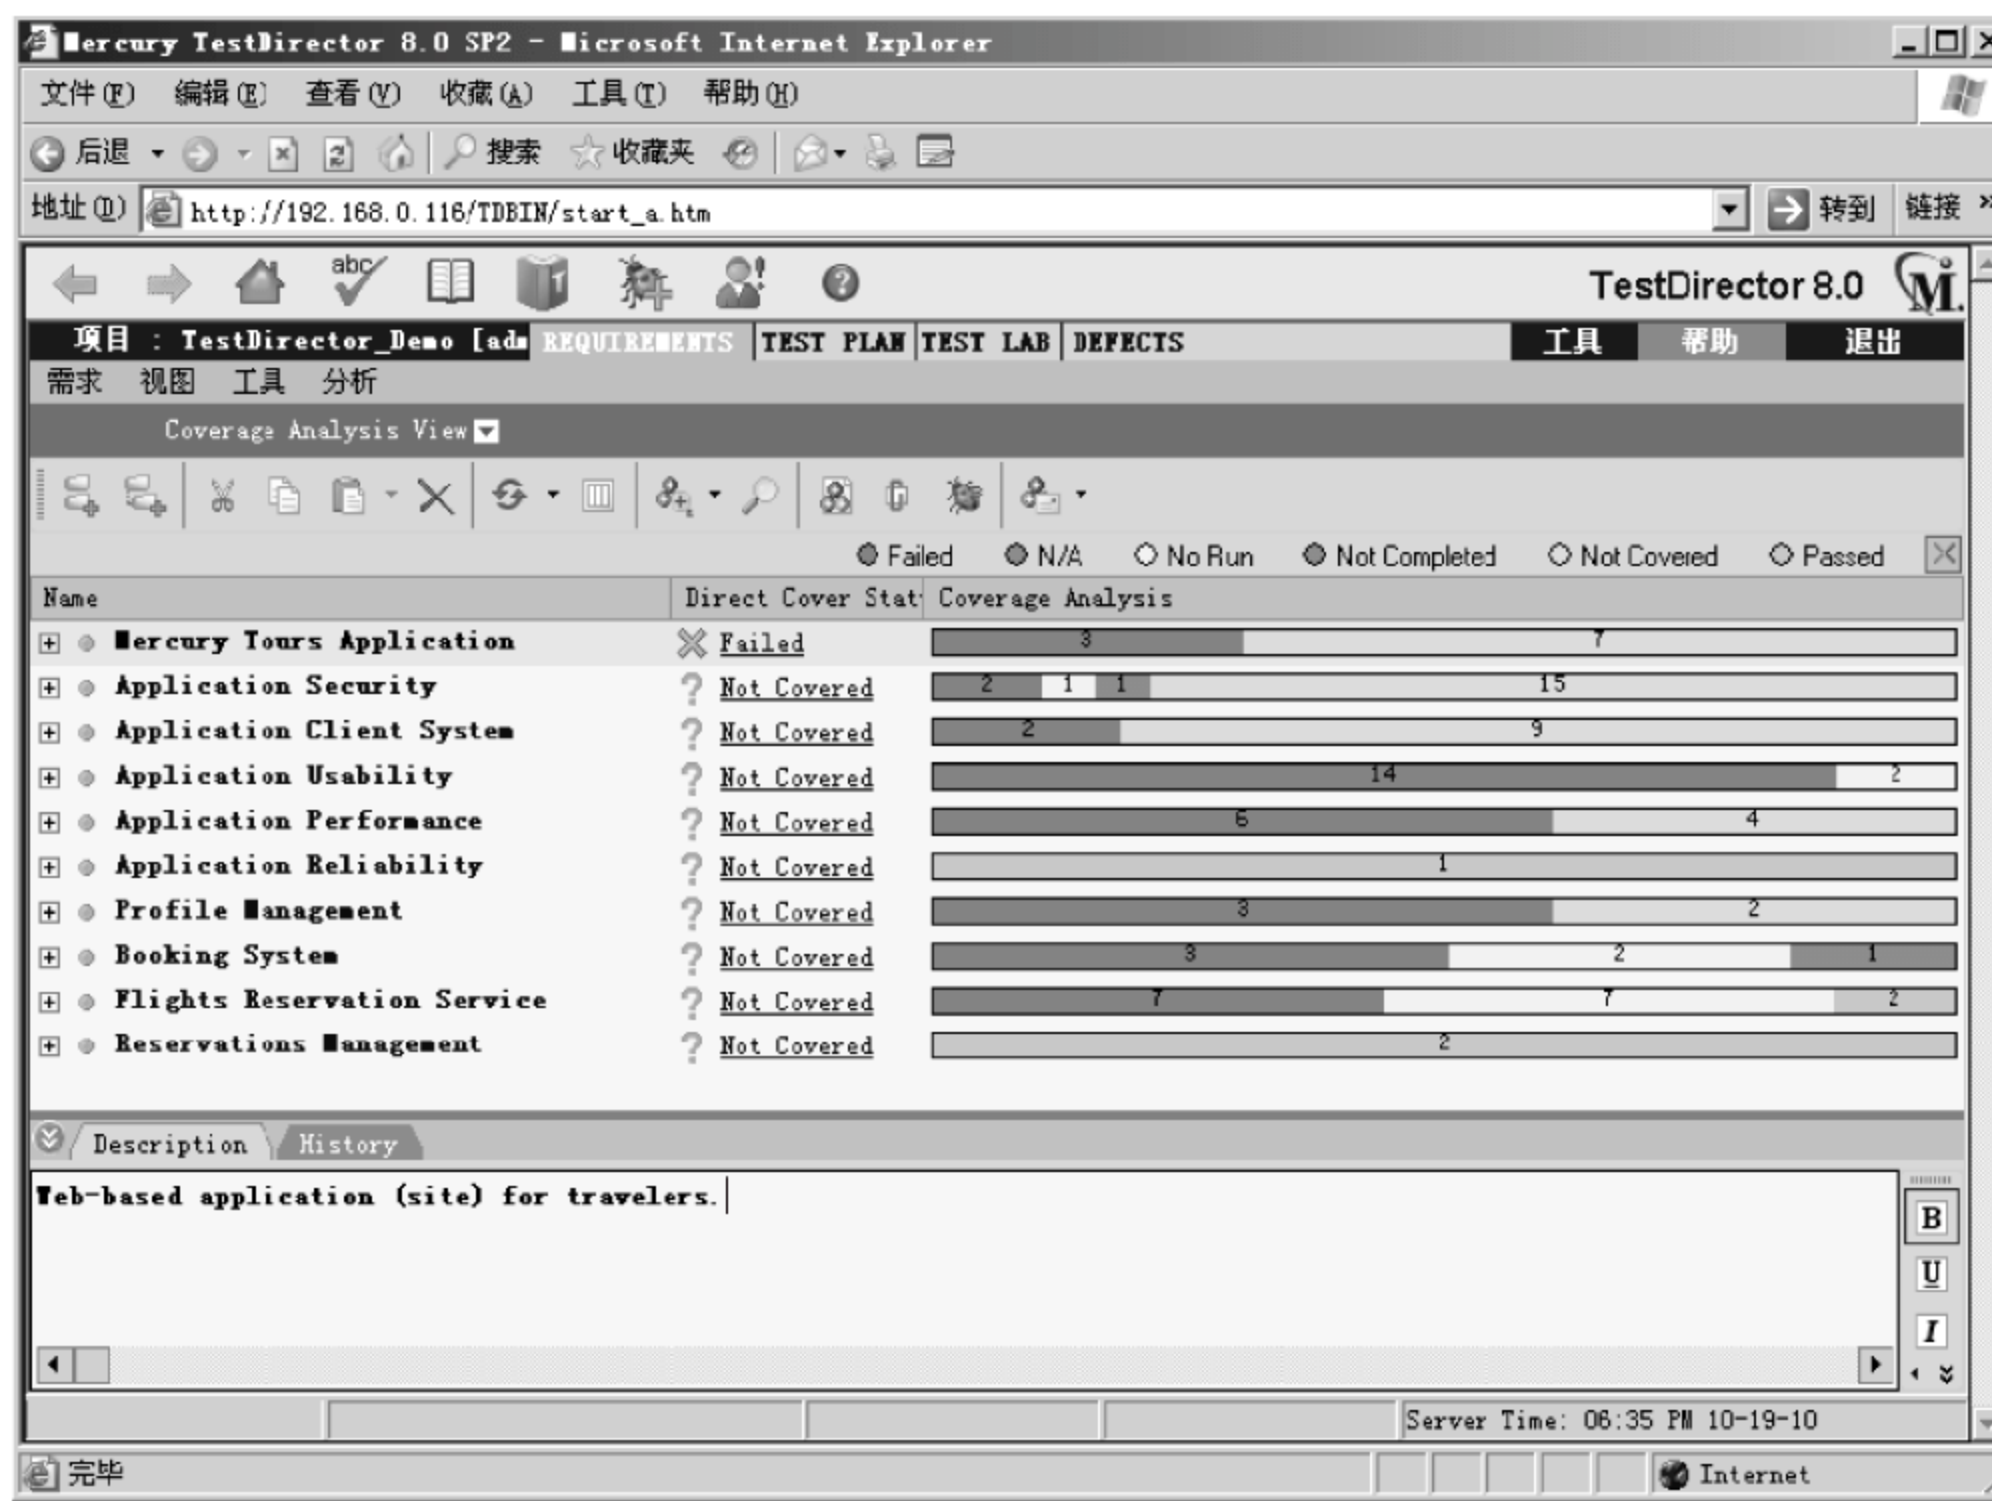 Mercury TestDirector 8.0 SP2 - Microsoft Internet Explorer
文件(F) 编辑(E) 查看(V) 收藏(A) 工具(T) 帮助(H)
后退 搜索 收藏夹
地址(D) http://192.168.0.116/TDBIN/start_a.htm 转到 链接 »
abc TestDirector 8.0
项目 : TestDirector_Demo [adm REQUIREMENTS TEST PLAN TEST LAB DEFECTS 工具 帮助 退出
需求 视图 工具 分析
Coverage Analysis View
Failed N/A No Run Not Completed Not Covered Passed
Name Direct Cover Stat Coverage Analysis
Mercury Tours Application Failed 3 7
Application Security Not Covered 2 1 1 15
Application Client System Not Covered 2 9
Application Usability Not Covered 14 2
Application Performance Not Covered 6 4
Application Reliability Not Covered 1
Profile Management Not Covered 3 2
Booking System Not Covered 3 2 1
Flights Reservation Service Not Covered 7 7 2
Reservations Management Not Covered 2
Description History
Web-based application (site) for travelers.
B
U
I
Server Time: 06:35 PM 10-19-10
完毕 Internet